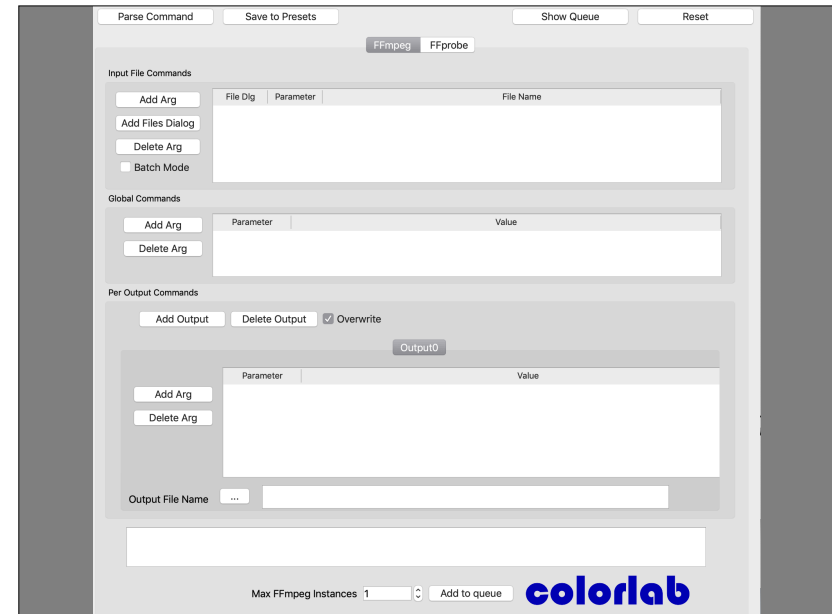 Parse Command Save to Presets Show Queue Reset
FFmpeg FFprobe
Input File Commands
Add Arg File Dlg Parameter File Name
Add Files Dialog
Delete Arg
Batch Mode
Global Commands
Add Arg Parameter Value
Delete Arg
Per Output Commands
Add Output Delete Output Overwrite
Output0
Parameter Value
Add Arg
Delete Arg
Output File Name ...
Max FFmpeg Instances 1 Add to queue colorlab